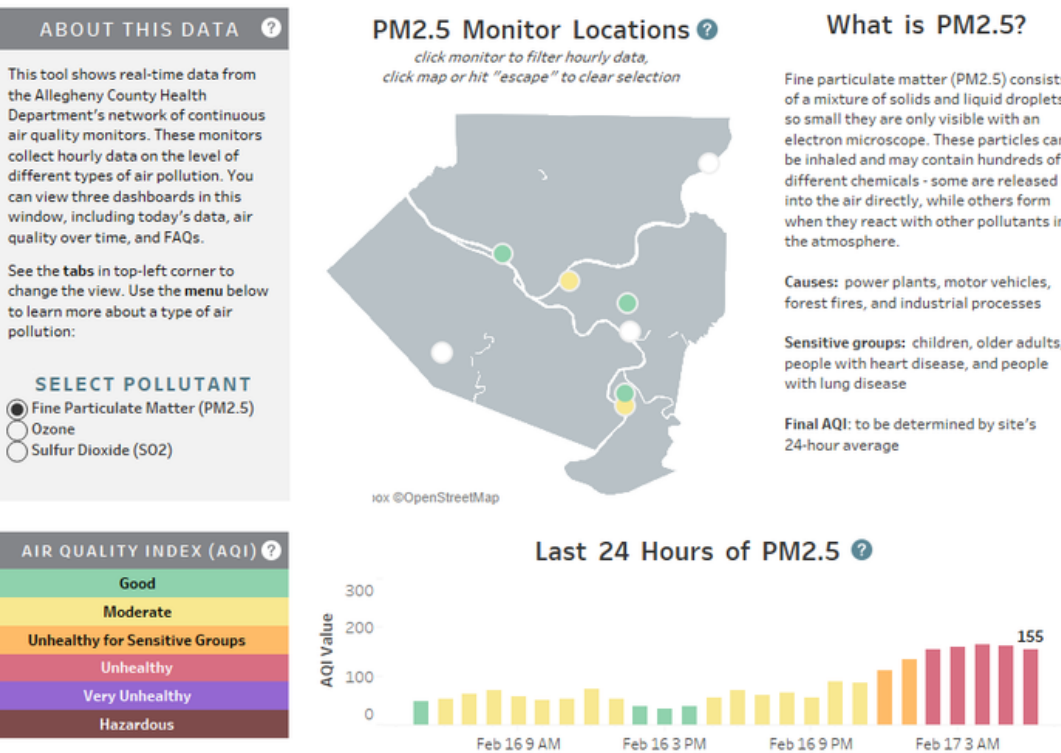 ABOUT THIS DATA ?
This tool shows real-time data from
the Allegheny County Health
Department's network of continuous
air quality monitors. These monitors
collect hourly data on the level of
different types of air pollution. You
can view three dashboards in this
window, including today's data, air
quality over time, and FAQs.
See the tabs in top-left corner to
change the view. Use the menu below
to learn more about a type of air
pollution:
SELECT POLLUTANT
Fine Particulate Matter (PM2.5)
Ozone
Sulfur Dioxide (SO2)
PM2.5 Monitor Locations ?
click monitor to filter hourly data,
click map or hit "escape" to clear selection
ox ©OpenStreetMap
What is PM2.5?
Fine particulate matter (PM2.5) consists
of a mixture of solids and liquid droplets
so small they are only visible with an
electron microscope. These particles can
be inhaled and may contain hundreds of
different chemicals - some are released
into the air directly, while others form
when they react with other pollutants in
the atmosphere.
Causes: power plants, motor vehicles,
forest fires, and industrial processes
Sensitive groups: children, older adults,
people with heart disease, and people
with lung disease
Final AQI: to be determined by site's
24-hour average
AIR QUALITY INDEX (AQI) ?
Good
Moderate
Unhealthy for Sensitive Groups
Unhealthy
Very Unhealthy
Hazardous
Last 24 Hours of PM2.5 ?
AQI Value
300
200
100
0
155
Feb 16 9 AM
Feb 16 3 PM
Feb 16 9 PM
Feb 17 3 AM